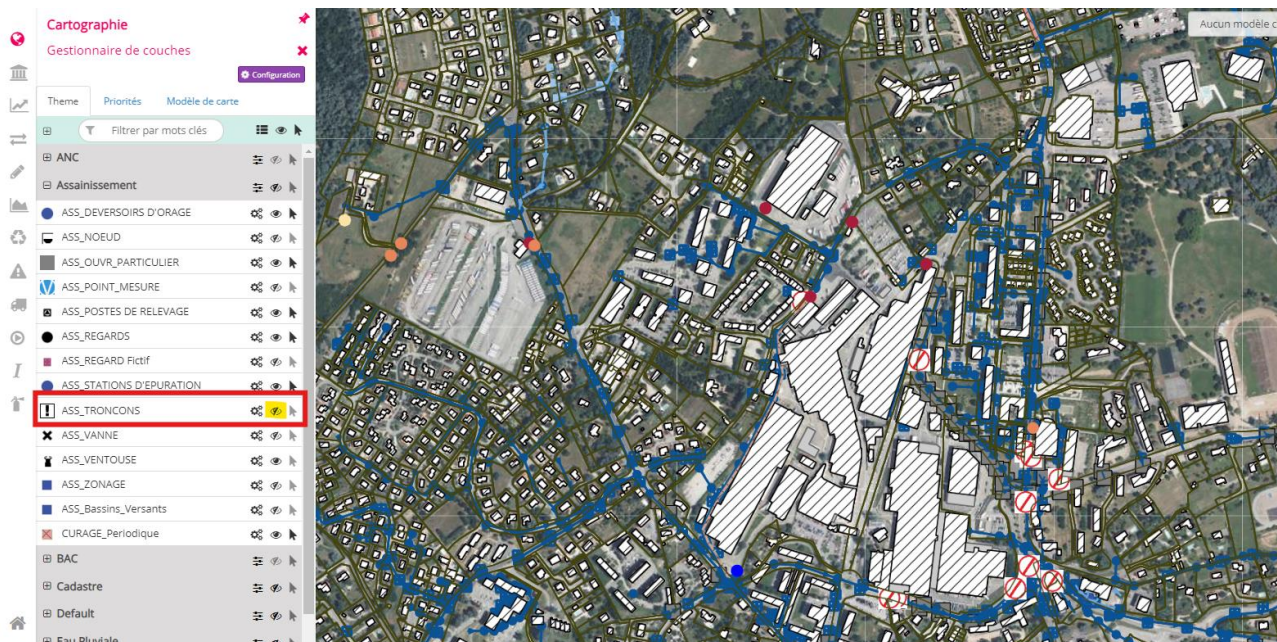 Cartographie
Gestionnaire de couches
Configuration
Theme Priorités Modèle de carte
Filtrer par mots clés
ANC
Assainissement
ASS_DEVERSOIRS D'ORAGE
ASS_NOEUD
ASS_OUVR_PARTICULIER
ASS_POINT_MESURE
ASS_POSTES DE RELEVAGE
ASS_REGARDS
ASS_REGARD Fictif
ASS_STATIONS D'EPURATION
ASS_TRONCONS
ASS_VANNE
ASS_VENTOUSE
ASS_ZONAGE
ASS_Bassins_Versants
CURAGE_Periodique
BAC
Cadastre
Default
Eau Pluviale
Aucun modèle c